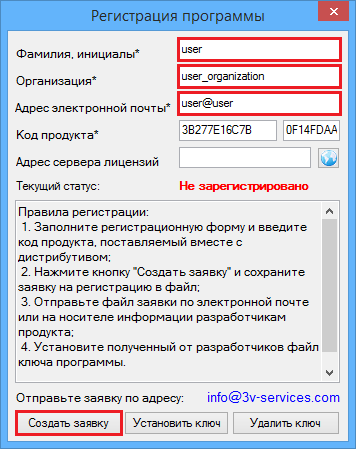 Регистрация программы
Фамилия, инициалы* user
Организация* user_organization
Адрес электронной почты* user@user
Код продукта* 3B277E16C7B 0F14FDAA
Адрес сервера лицензий
Текущий статус: Не зарегистрировано
Правила регистрации:
1. Заполните регистрационную форму и введите
код продукта, поставляемый вместе с
дистрибутивом;
2. Нажмите кнопку "Создать заявку" и сохраните
заявку на регистрацию в файл;
3. Отправьте файл заявки по электронной почте
или на носителе информации разработчикам
продукта;
4. Установите полученный от разработчиков файл
ключа программы.
Отправьте заявку по адресу: info@3v-services.com
Создать заявку Установить ключ Удалить ключ